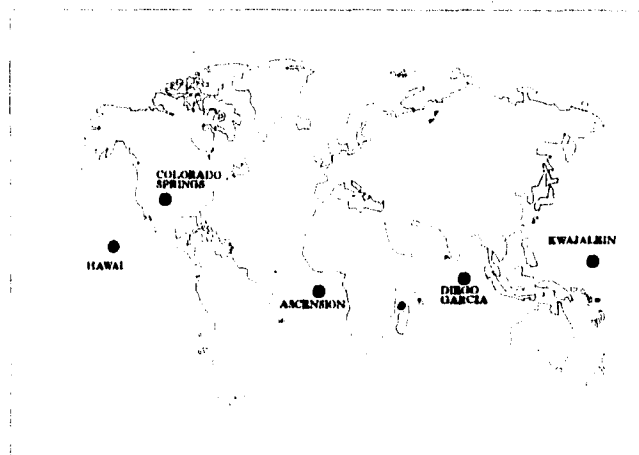 COLORADO
SPRINGS
KWAJALEIN
HAWAI
ASCENSION
DIEGO
GARCIA